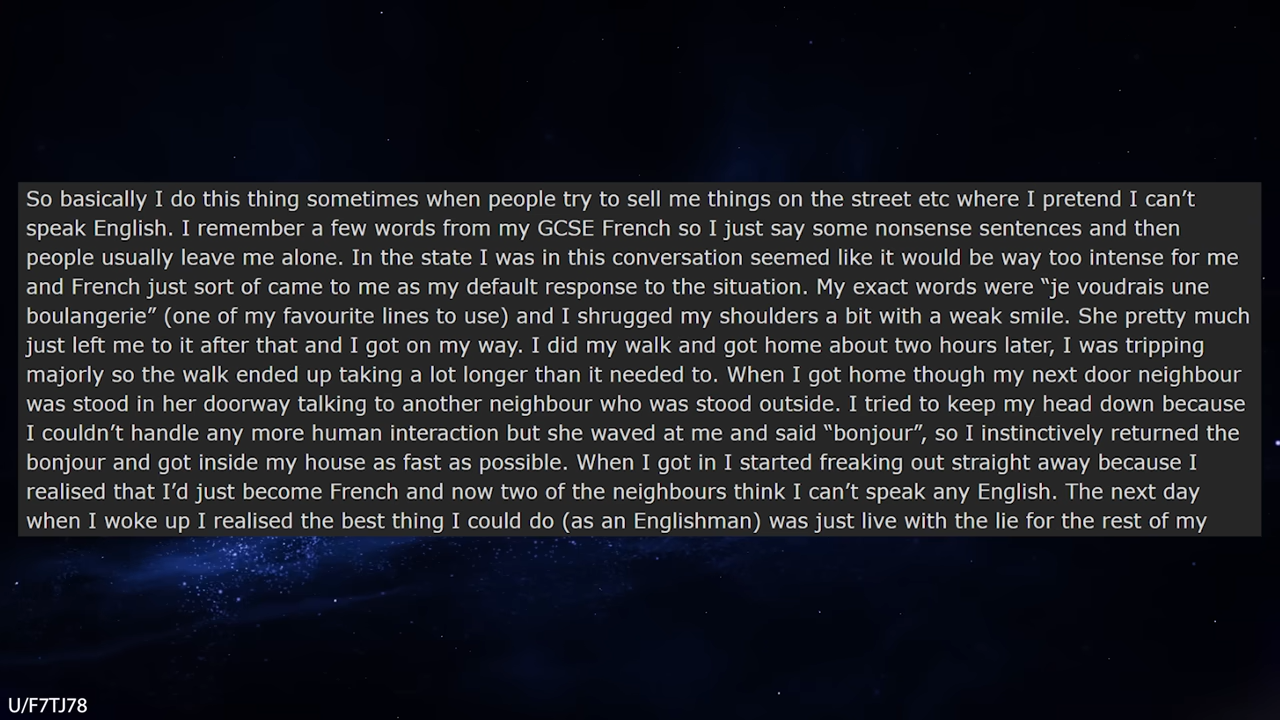 So basically I do this thing sometimes when people try to sell me things on the street etc where I pretend I can’t
speak English. I remember a few words from my GCSE French so I just say some nonsense sentences and then
people usually leave me alone. In the state I was in this conversation seemed like it would be way too intense for me
and French just sort of came to me as my default response to the situation. My exact words were “je voudrais une
boulangerie” (one of my favourite lines to use) and I shrugged my shoulders a bit with a weak smile. She pretty much
just left me to it after that and I got on my way. I did my walk and got home about two hours later, I was tripping
majorly so the walk ended up taking a lot longer than it needed to. When I got home though my next door neighbour
was stood in her doorway talking to another neighbour who was stood outside. I tried to keep my head down because
I couldn’t handle any more human interaction but she waved at me and said “bonjour”, so I instinctively returned the
bonjour and got inside my house as fast as possible. When I got in I started freaking out straight away because I
realised that I’d just become French and now two of the neighbours think I can’t speak any English. The next day
when I woke up I realised the best thing I could do (as an Englishman) was just live with the lie for the rest of my
U/F7TJ78